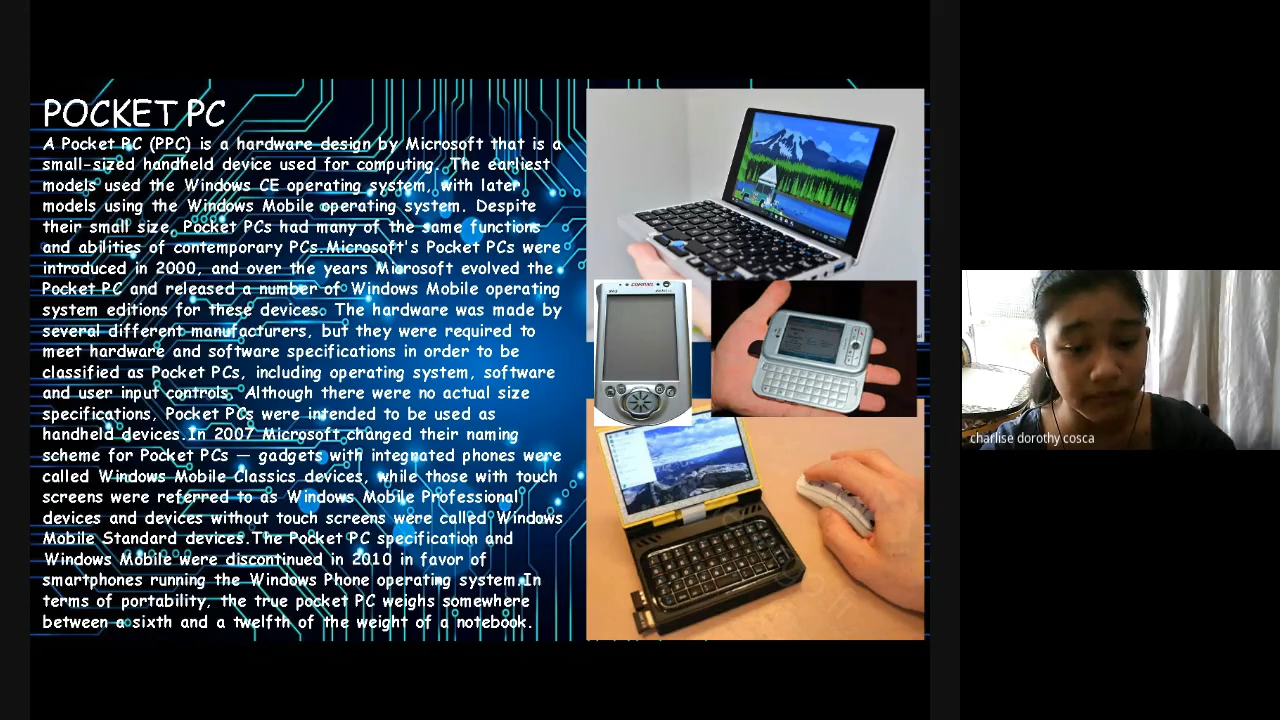 POCKET PC
A Pocket PC (PPC) is a hardware design by Microsoft that is a
small-sized handheld device used for computing. The earliest
models used the Windows CE operating system, with later
models using the Windows Mobile operating system. Despite
their small size, Pocket PCs had many of the same functions
and abilities of contemporary PCs.Microsoft's Pocket PCs were
introduced in 2000, and over the years Microsoft evolved the
Pocket PC and released a number of Windows Mobile operating
system editions for these devices. The hardware was made by
several different manufacturers, but they were required to
meet hardware and software specifications in order to be
classified as Pocket PCs, including operating system, software
and user input controls. Although there were no actual size
specifications, Pocket PCs were intended to be used as
handheld devices.In 2007 Microsoft changed their naming
scheme for Pocket PCs — gadgets with integrated phones were
called Windows Mobile Classics devices, while those with touch
screens were referred to as Windows Mobile Professional
devices and devices without touch screens were called Windows
Mobile Standard devices.The Pocket PC specification and
Windows Mobile were discontinued in 2010 in favor of
smartphones running the Windows Phone operating system.In
terms of portability, the true pocket PC weighs somewhere
between a sixth and a twelfth of the weight of a notebook.
COMPAQ
charlise dorothy cosca